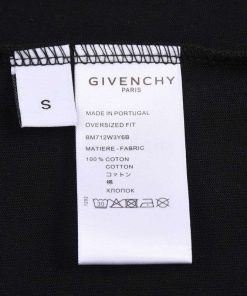 S
GIVENCHY
PARIS
MADE IN PORTUGAL
OVERSIZED FIT
BM712W3Y6B
MATIERE - FABRIC
100 % COTON
COTTON
コットン
棉
ХЛОПОК